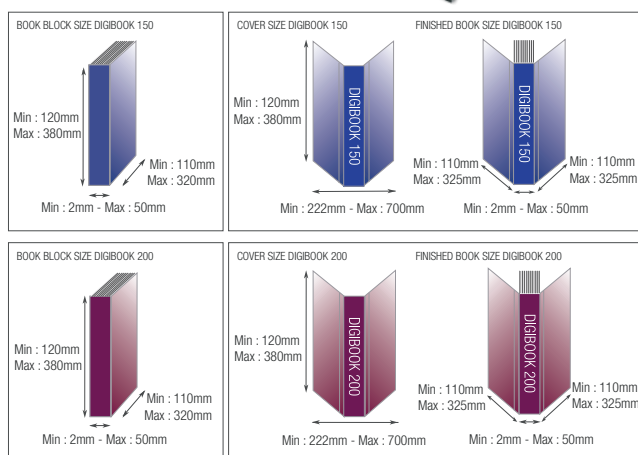 BOOK BLOCK SIZE DIGIBOOK 150
Min : 120mm
Max : 380mm
Min : 110mm
Max : 320mm
Min : 2mm - Max : 50mm
COVER SIZE DIGIBOOK 150
Min : 120mm
Max : 380mm
DIGIBOOK 150
Min : 222mm - Max : 700mm
FINISHED BOOK SIZE DIGIBOOK 150
DIGIBOOK 150
Min : 110mm
Max : 325mm
Min : 110mm
Max : 325mm
Min : 2mm - Max : 50mm
BOOK BLOCK SIZE DIGIBOOK 200
Min : 120mm
Max : 380mm
Min : 110mm
Max : 320mm
Min : 2mm - Max : 50mm
COVER SIZE DIGIBOOK 200
Min : 120mm
Max : 380mm
DIGIBOOK 200
Min : 222mm - Max : 700mm
FINISHED BOOK SIZE DIGIBOOK 200
DIGIBOOK 200
Min : 110mm
Max : 325mm
Min : 110mm
Max : 325mm
Min : 2mm - Max : 50mm